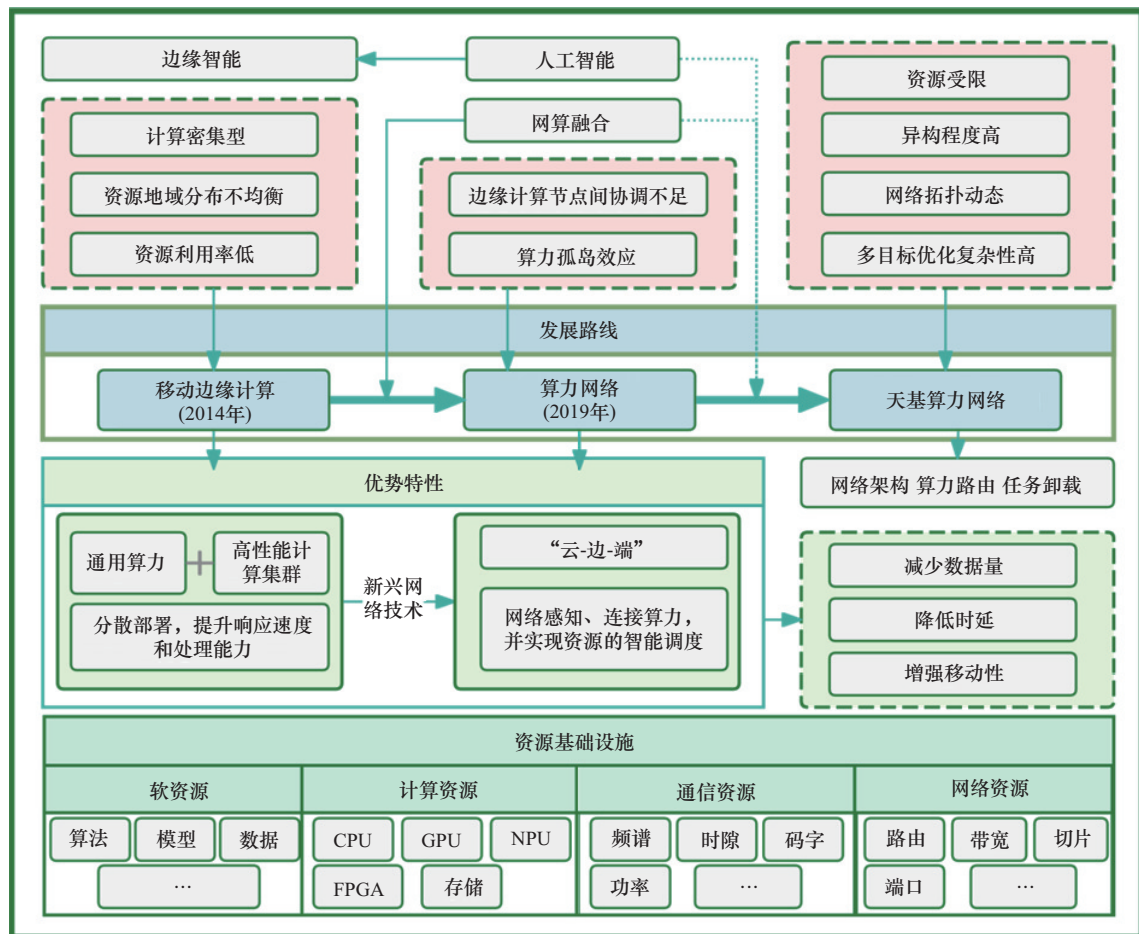 边缘智能
人工智能
资源受限
计算密集型
网算融合
异构程度高
资源地域分布不均衡
边缘计算节点间协调不足
网络拓扑动态
资源利用率低
算力孤岛效应
多目标优化复杂性高
发展路线
移动边缘计算
(2014年)
算力网络
(2019年)
天基算力网络
优势特性
网络架构 算力路由 任务卸载
通用算力
高性能计
算集群
分散部署，提升响应速度
和处理能力
新兴网
络技术
“云-边-端”
网络感知、连接算力，
并实现资源的智能调度
减少数据量
降低时延
增强移动性
资源基础设施
软资源
计算资源
通信资源
网络资源
算法
模型
数据
…
CPU
GPU
NPU
FPGA
存储
频谱
时隙
码字
功率
…
路由
带宽
切片
端口
…